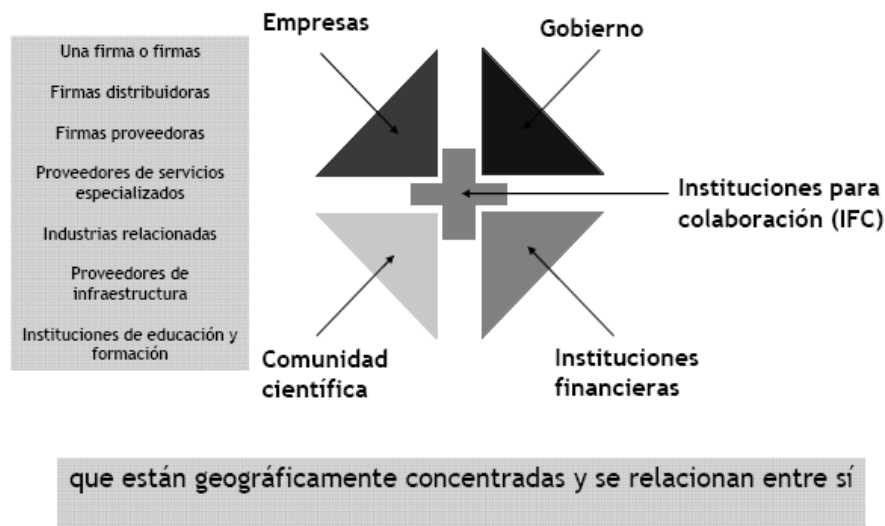 Una firma o firmas
Firmas distribuidoras
Firmas proveedoras
Proveedores de servicios
especializados
Industrias relacionadas
Proveedores de
infraestructura
Instituciones de educación y
formación
Empresas
Gobierno
Instituciones para
colaboración (IFC)
Comunidad
científica
Instituciones
financieras
que están geográficamente concentradas y se relacionan entre sí